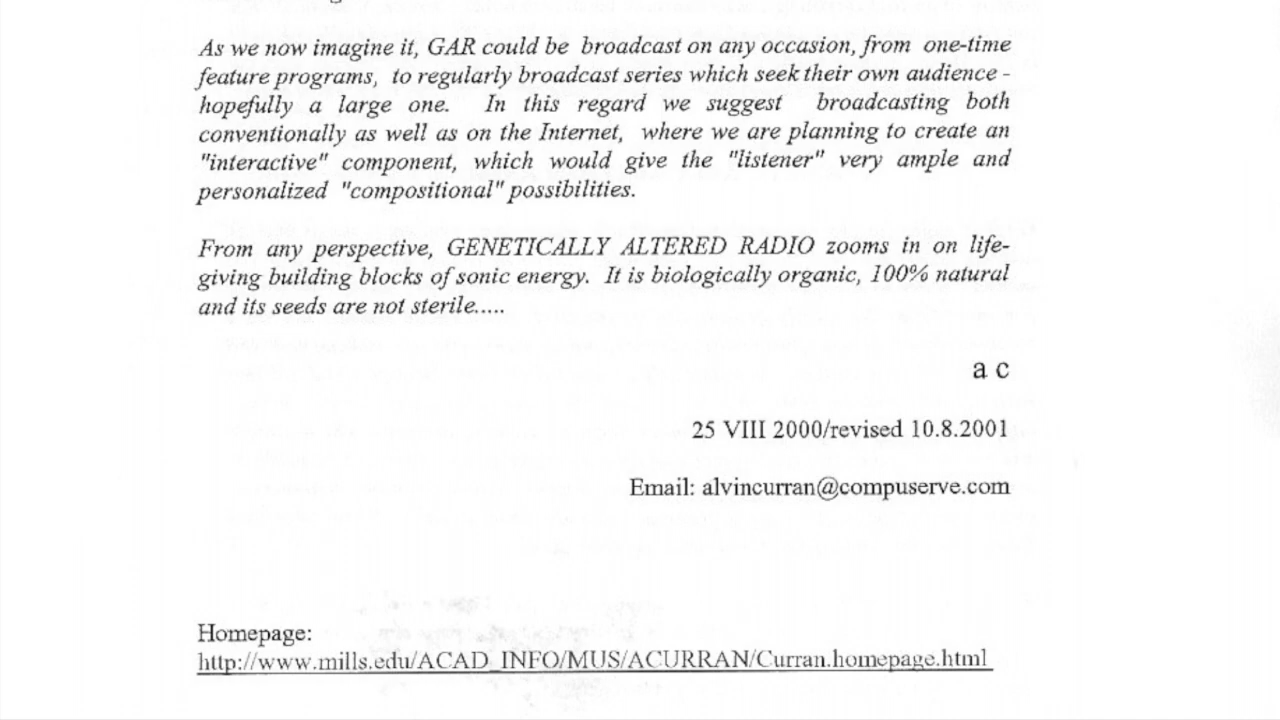 As we now imagine it, GAR could be broadcast on any occasion, from one-time
feature programs, to regularly broadcast series which seek their own audience -
hopefully a large one. In this regard we suggest broadcasting both
conventionally as well as on the Internet, where we are planning to create an
"interactive" component, which would give the "listener" very ample and
personalized "compositional" possibilities.
From any perspective, GENETICALLY ALTERED RADIO zooms in on life-
giving building blocks of sonic energy. It is biologically organic, 100% natural
and its seeds are not sterile.....
a c
25 VIII 2000/revised 10.8.2001
Email: alvincurran@compuserve.com
Homepage:
http://www.mills.edu/ACAD_INFO/MUS/ACURRAN/Curran.homepage.html